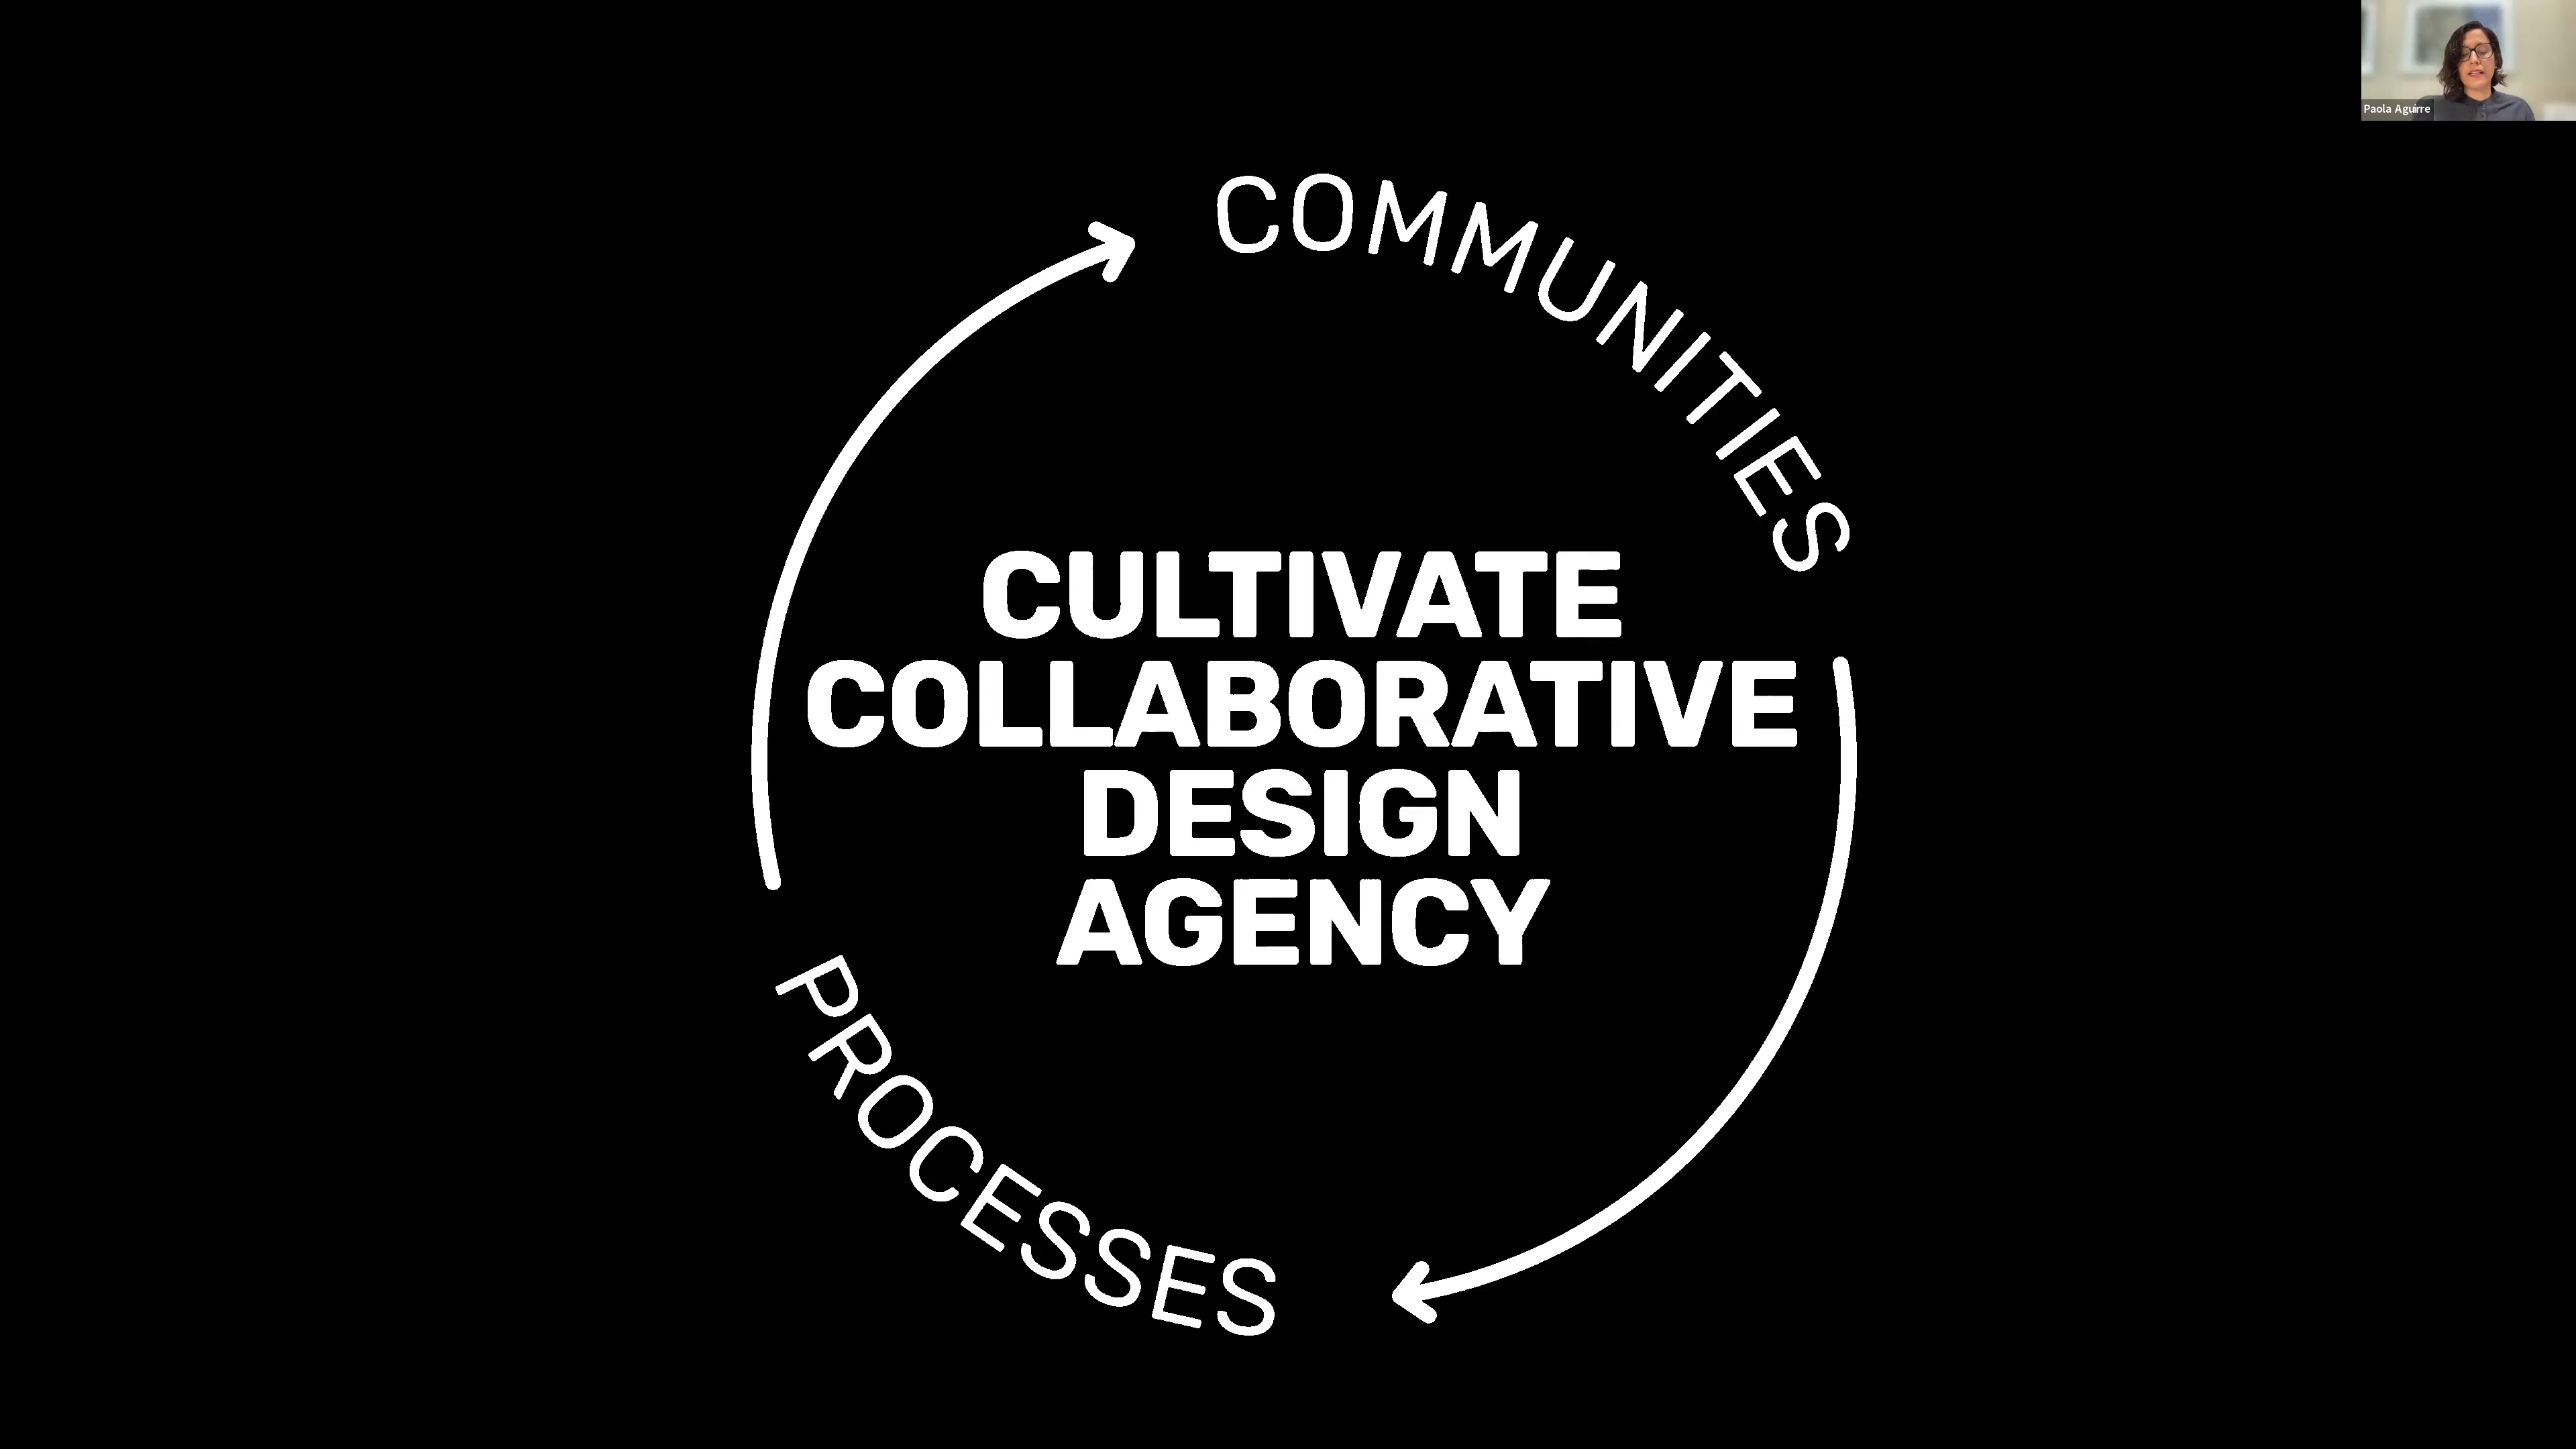 Paola Aguirre
COMMUNITIES
CULTIVATE
COLLABORATIVE
DESIGN
AGENCY
PROCESSES